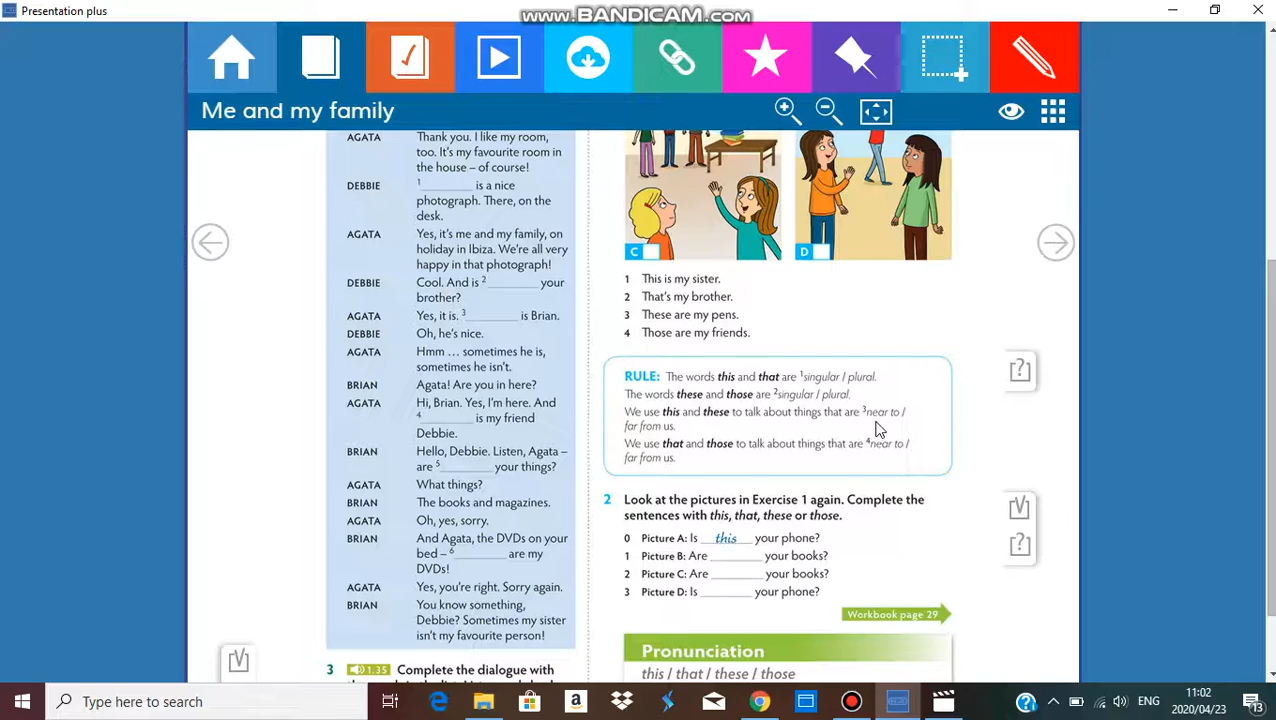 Presentation plus
www.BANDICAM.com
Me and my family
AGATA Thank you. I like my room,
too. It's my favourite room in
the house – of course!
DEBBIE 1 ________ is a nice
photograph. There, on the
desk.
AGATA Yes, it's me and my family, on
holiday in Ibiza. We're all very
happy in that photograph!
DEBBIE Cool. And is 2 ________ your
brother?
AGATA Yes, it is. 3 ________ is Brian.
DEBBIE Oh, he's nice.
AGATA Hmm … sometimes he is,
sometimes he isn't.
BRIAN Agata! Are you in here?
AGATA Hi, Brian. Yes, I'm here. And
4 ________ is my friend
Debbie.
BRIAN Hello, Debbie. Listen, Agata –
are 5 ________ your things?
AGATA What things?
BRIAN The books and magazines.
AGATA Oh, yes, sorry.
BRIAN And Agata, the DVDs on your
bed – 6 ________ are my
DVDs!
AGATA Yes, you're right. Sorry again.
BRIAN You know something,
Debbie? Sometimes my sister
isn't my favourite person!
3 1.35 Complete the dialogue with
C
D
1 This is my sister.
2 That's my brother.
3 These are my pens.
4 Those are my friends.
RULE: The words this and that are 1singular / plural.
The words these and those are 2singular / plural.
We use this and these to talk about things that are 3near to /
far from us.
We use that and those to talk about things that are 4near to /
far from us.
2 Look at the pictures in Exercise 1 again. Complete the
sentences with this, that, these or those.
0 Picture A: Is this your phone?
1 Picture B: Are ________ your books?
2 Picture C: Are ________ your books?
3 Picture D: Is ________ your phone?
Workbook page 29
Pronunciation
this / that / these / those
Type here to search
ENG
11:02
2020/04/23
13